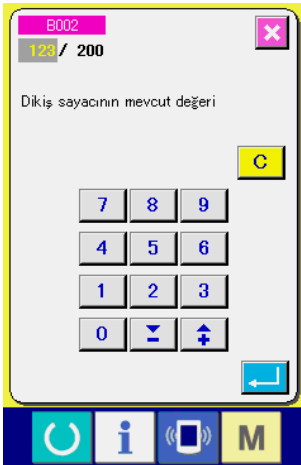 B002
123/ 200
Dikiş sayacının mevcut değeri
C
7 8 9
4 5 6
1 2 3
0
i M